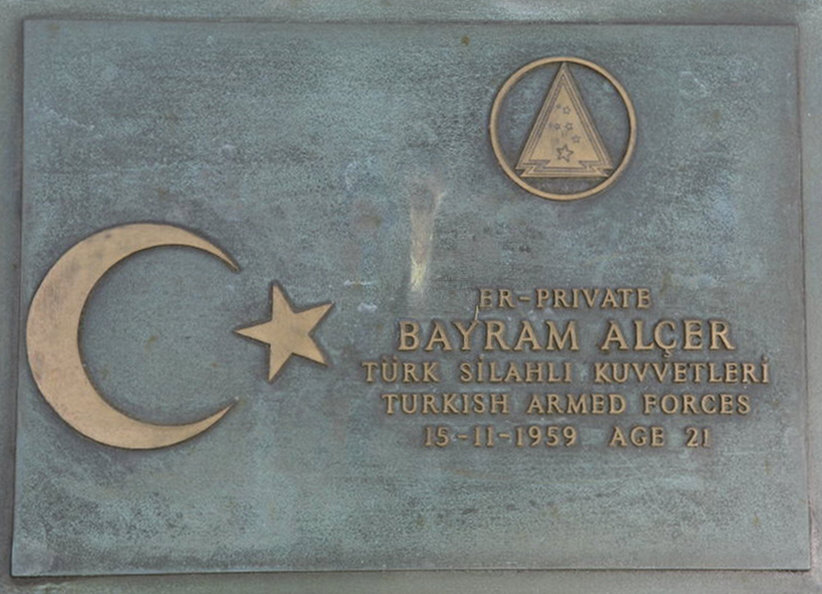 ER-PRIVATE
BAYRAM ALÇER
TÜRK SİLAHLI KUVVETLERİ
TURKISH ARMED FORCES
15-11-1959 AGE 21